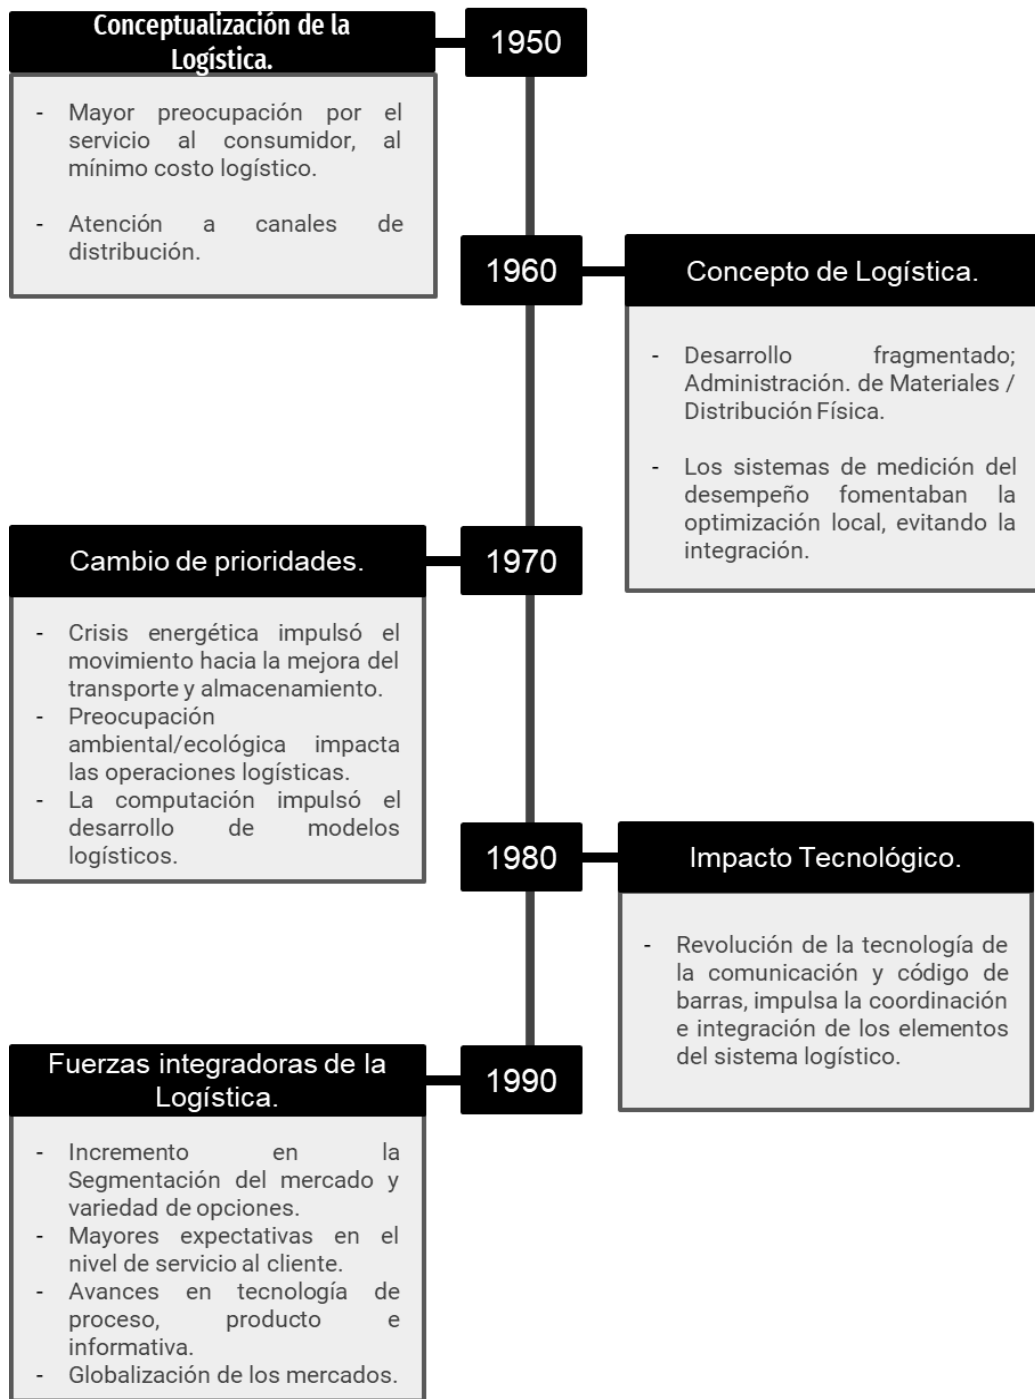 Conceptualización de la
Logística.
1950
- Mayor preocupación por el
servicio al consumidor, al
mínimo costo logístico.
- Atención a canales de
distribución.
1960
Concepto de Logística.
- Desarrollo fragmentado;
Administración. de Materiales /
Distribución Física.
- Los sistemas de medición del
desempeño fomentaban la
optimización local, evitando la
integración.
Cambio de prioridades.
1970
- Crisis energética impulsó el
movimiento hacia la mejora del
transporte y almacenamiento.
- Preocupación
ambiental/ecológica impacta
las operaciones logísticas.
- La computación impulsó el
desarrollo de modelos
logísticos.
1980
Impacto Tecnológico.
- Revolución de la tecnología de
la comunicación y código de
barras, impulsa la coordinación
e integración de los elementos
del sistema logístico.
Fuerzas integradoras de la
Logística.
1990
- Incremento en la
Segmentación del mercado y
variedad de opciones.
- Mayores expectativas en el
nivel de servicio al cliente.
- Avances en tecnología de
proceso, producto e
informativa.
- Globalización de los mercados.